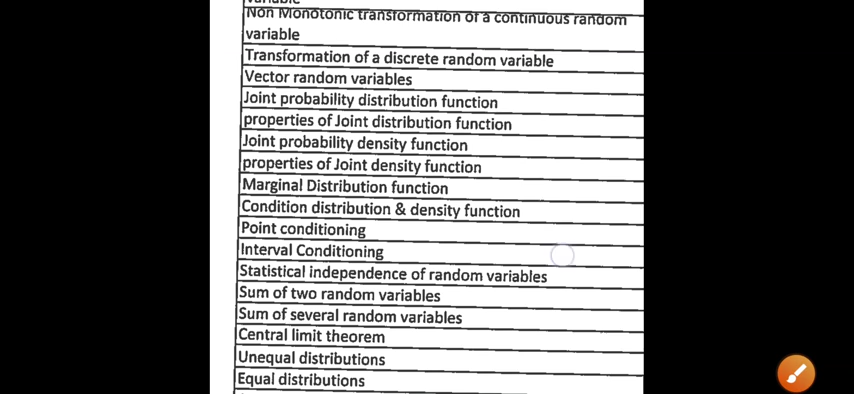 Non Monotonic transformation of a continuous random
variable
Transformation of a discrete random variable
Vector random variables
Joint probability distribution function
properties of Joint distribution function
Joint probability density function
properties of Joint density function
Marginal Distribution function
Condition distribution & density function
Point conditioning
Interval Conditioning
Statistical independence of random variables
Sum of two random variables
Sum of several random variables
Central limit theorem
Unequal distributions
Equal distributions